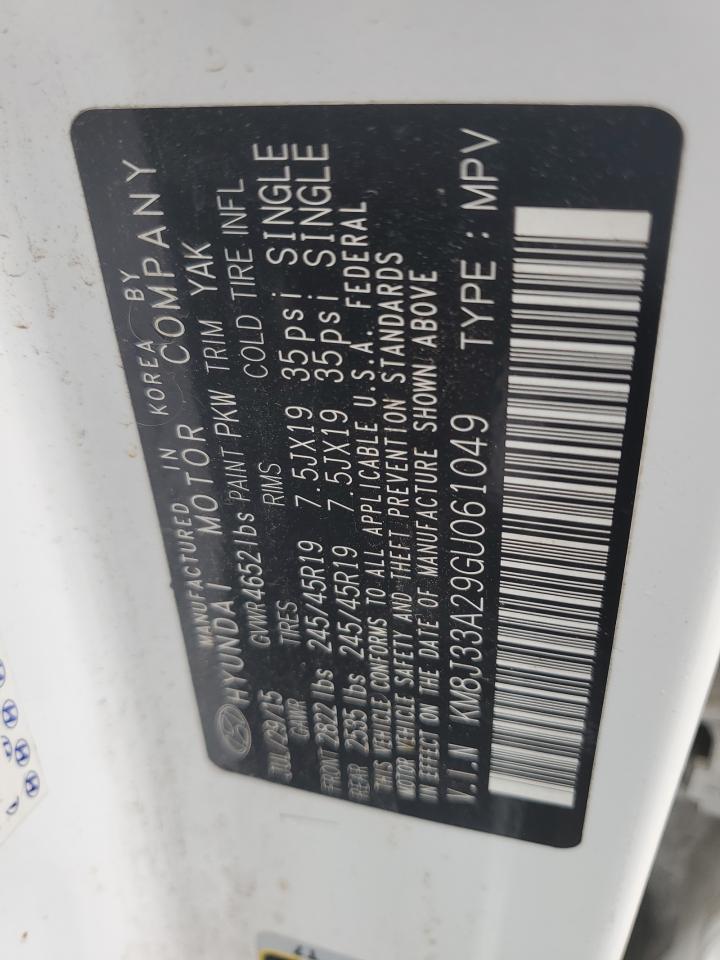 MANUFACTURED IN KOREA BY
HYUNDAI MOTOR COMPANY
JUL/29/15 GVWR 4652 lbs PAINT PKW TRIM YAK
GAWR TIRES RIMS COLD TIRE INFL
FRONT 2822 lbs 245/45R19 7.5JX19 35psi SINGLE
REAR 2535 lbs 245/45R19 7.5JX19 35psi SINGLE
THIS VEHICLE CONFORMS TO ALL APPLICABLE U.S.A. FEDERAL
MOTOR VEHICLE SAFETY AND THEFT PREVENTION STANDARDS
IN EFFECT ON THE DATE OF MANUFACTURE SHOWN ABOVE
V.I.N KM8J33A29GU061049 TYPE : MPV